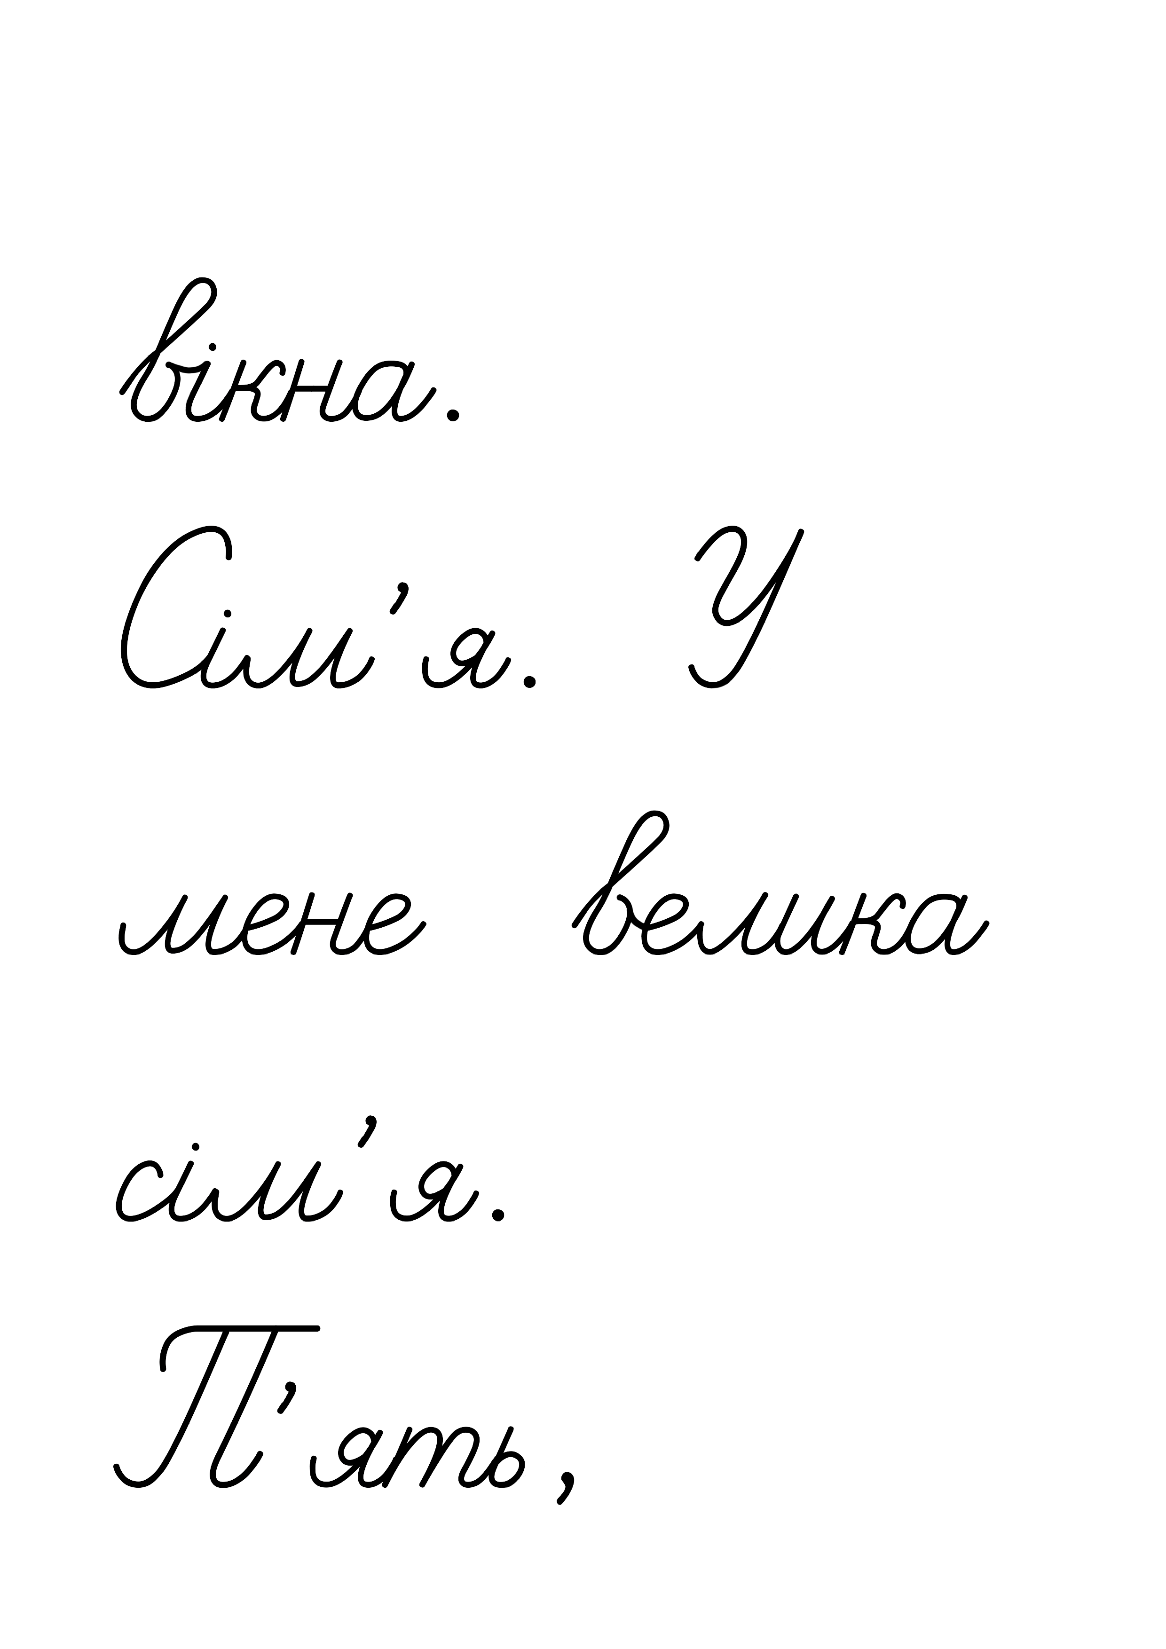 вікна.
Сім’я. У
мене велика
сім’я.
П’ять,